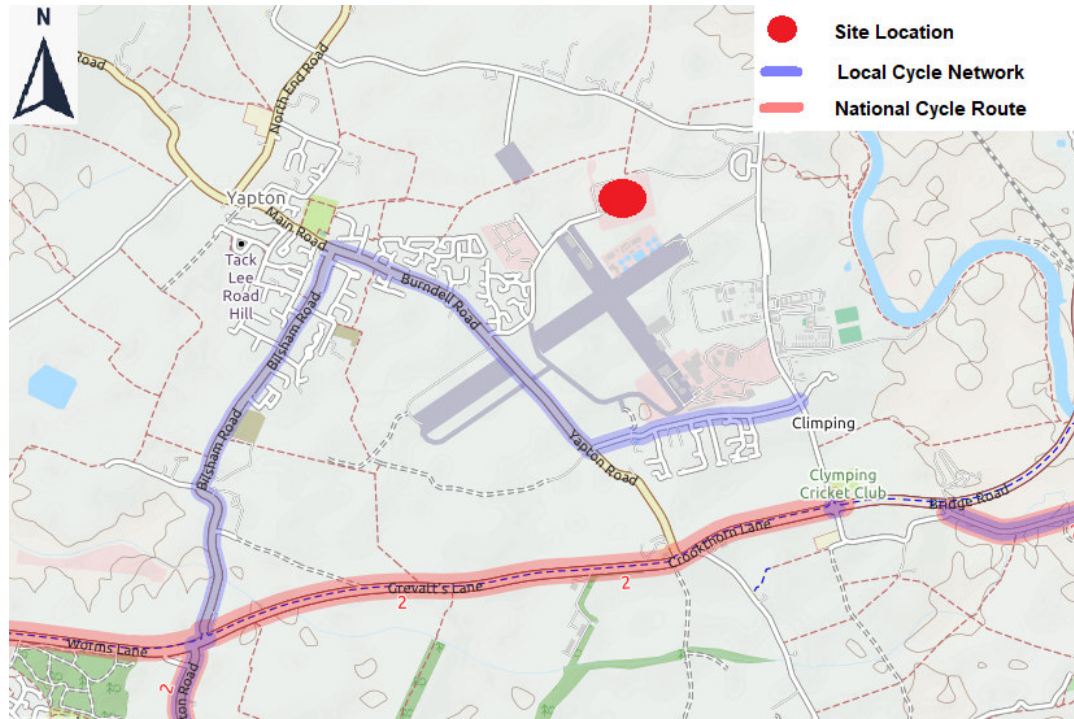 N
Site Location
Local Cycle Network
National Cycle Route
Road
North End Road
Yapton
Main Road
Tack
Lee
Road
Hill
Burndell Road
Bilsham Road
Bilsham Road
Yapton Road
Climping
Clymping
Cricket Club
Bridge Road
Crookthorn Lane
Grevatt's Lane
2
2
Worms Lane
2
ton Road